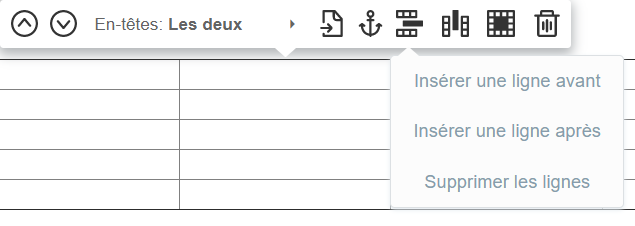 En-têtes: Les deux
Insérer une ligne avant
Insérer une ligne après
Supprimer les lignes